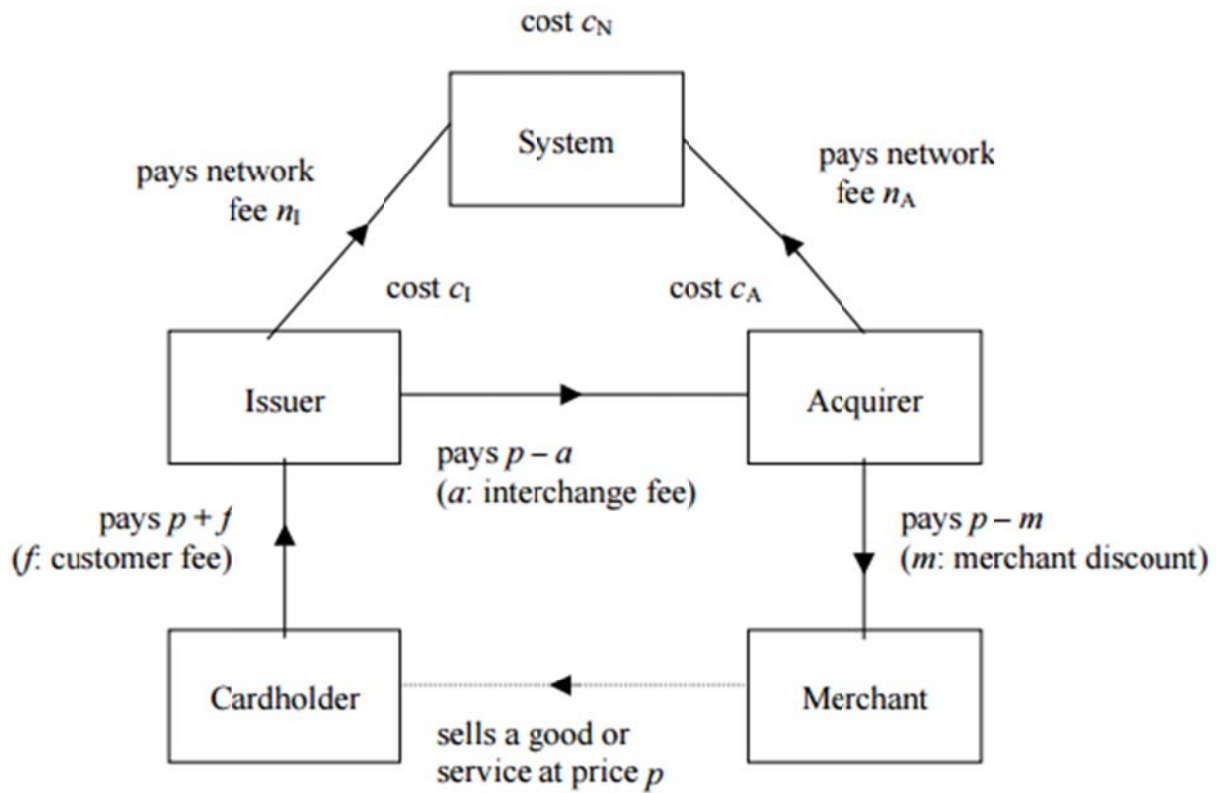 cost cN
System
pays network
fee nI
pays network
fee nA
cost cI
cost cA
Issuer
Acquirer
pays p – a
(a: interchange fee)
pays p + f
(f: customer fee)
pays p – m
(m: merchant discount)
Cardholder
Merchant
sells a good or
service at price p